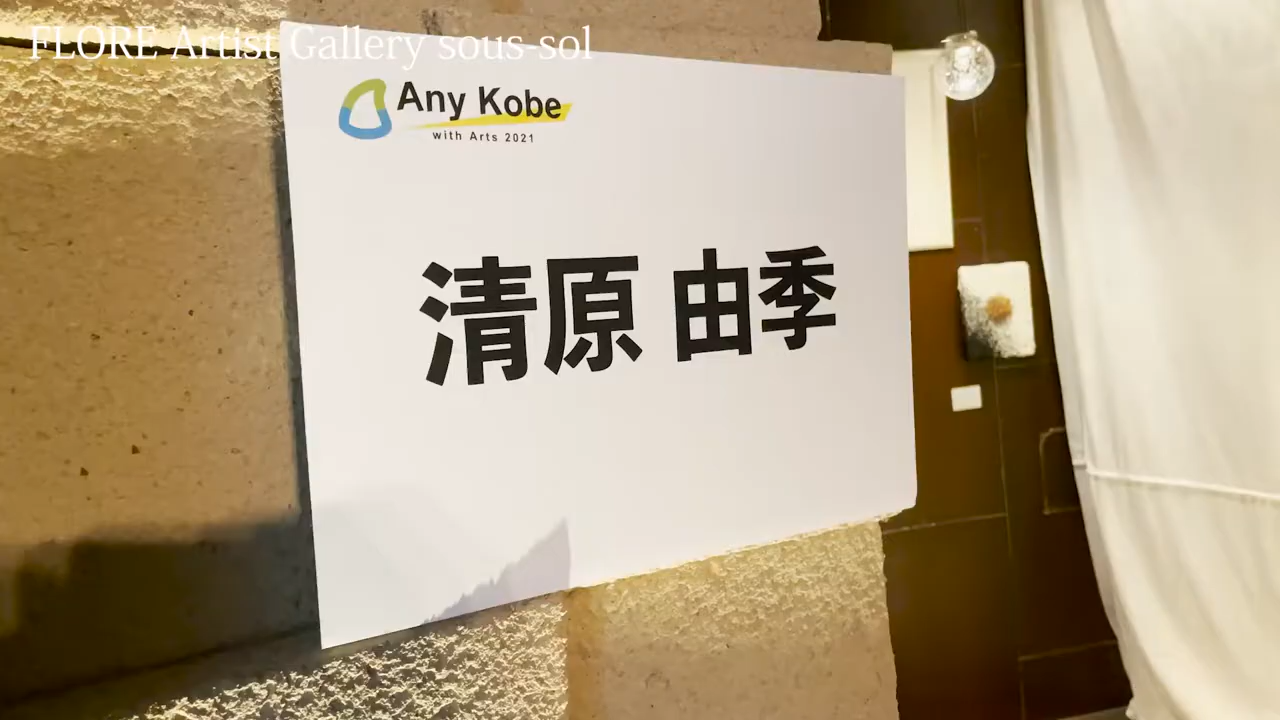 FLORE Artist Gallery sous-sol
Any Kobe
with Arts 2021
清原 由季